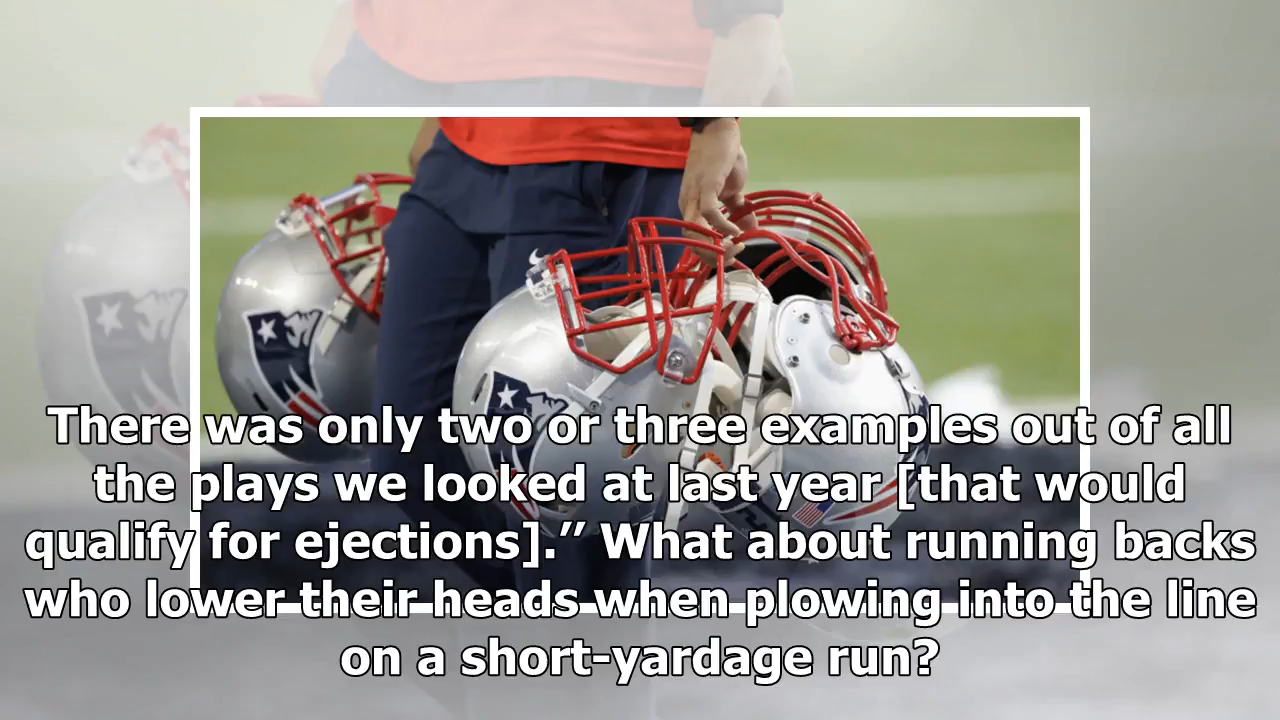 There was only two or three examples out of all
the plays we looked at last year [that would
qualify for ejections].” What about running backs
who lower their heads when plowing into the line
on a short-yardage run?